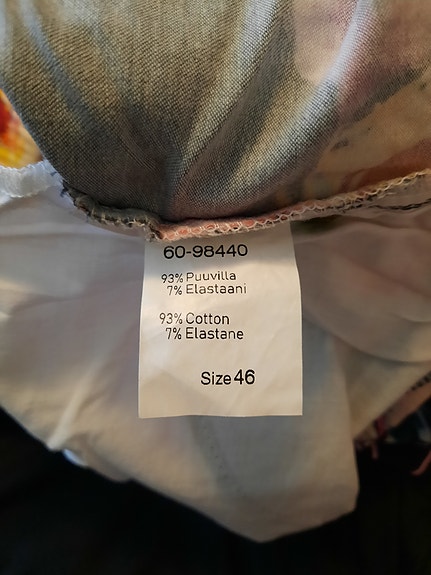 60-98440
93% Puuvilla
7% Elastaani
93% Cotton
7% Elastane
Size 46